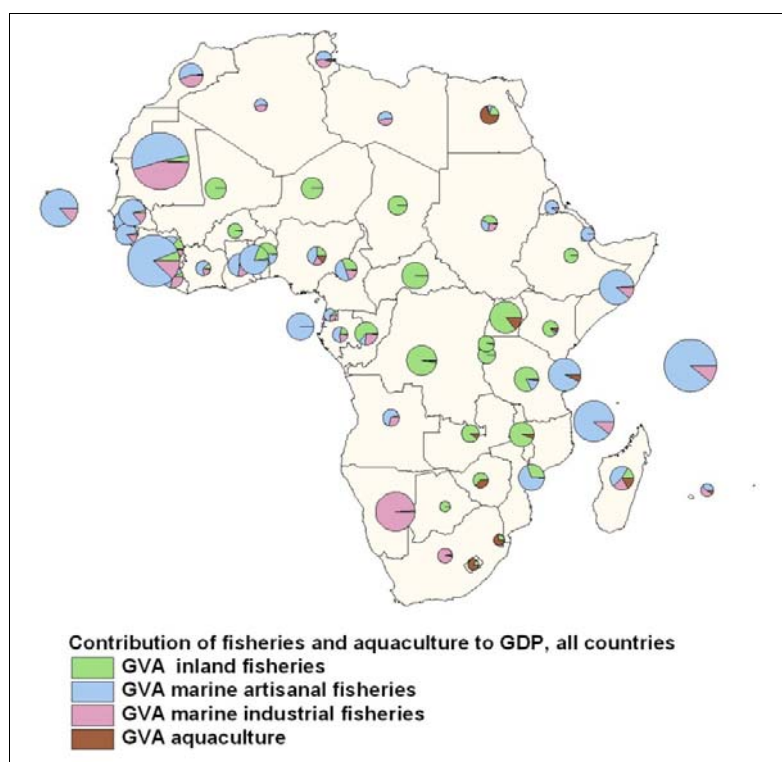 Contribution of fisheries and aquaculture to GDP, all countries
GVA inland fisheries
GVA marine artisanal fisheries
GVA marine industrial fisheries
GVA aquaculture